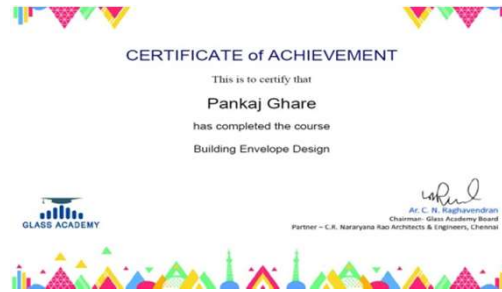 CERTIFICATE of ACHIEVEMENT
This is to certify that
Pankaj Ghare
has completed the course
Building Envelope Design
GLASS ACADEMY
Ar. C. N. Raghavendran
Chairman- Glass Academy Board
Partner – C.R. Nararyana Rao Architects & Engineers, Chennai